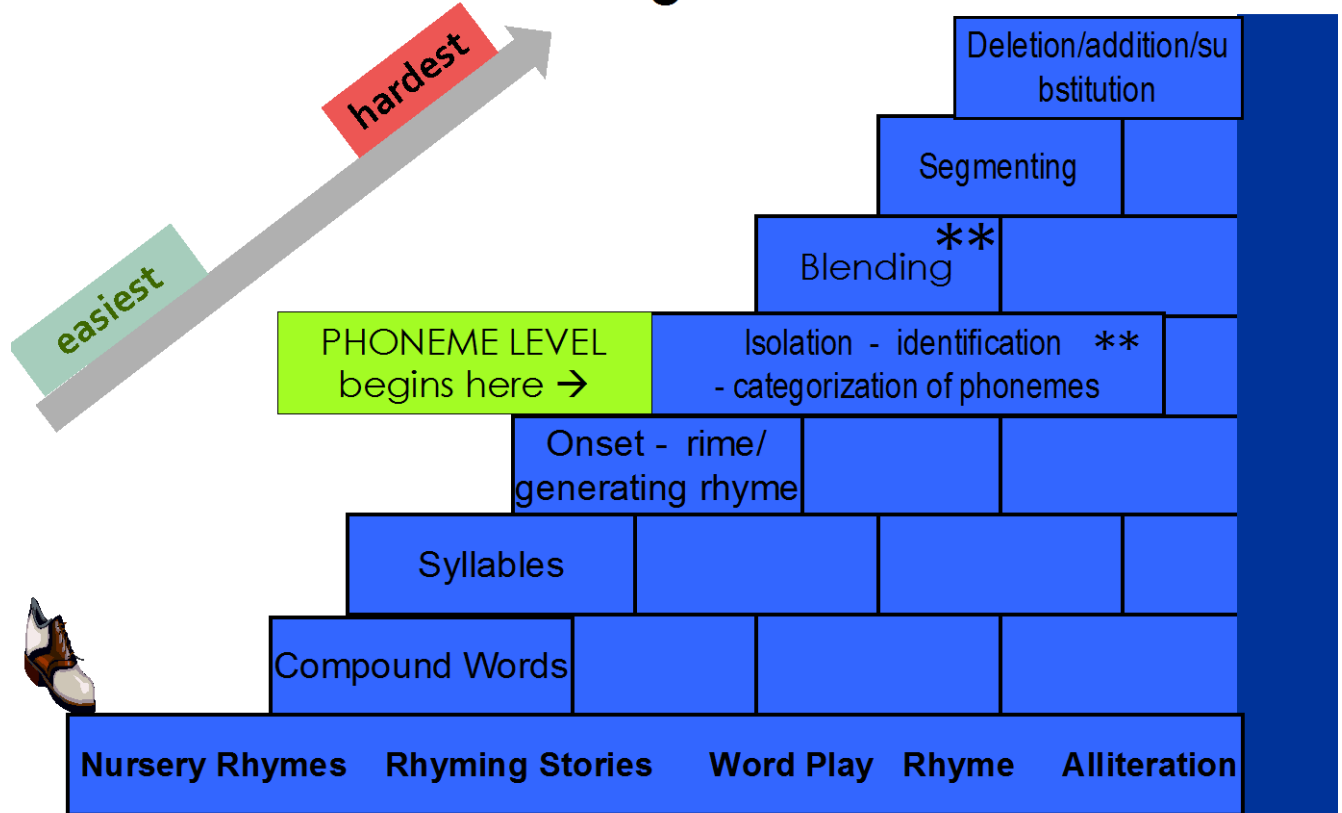 hardest
easiest
Deletion/addition/su
bstitution
Segmenting
Blending **
PHONEME LEVEL
begins here →
Isolation - identification **
- categorization of phonemes
Onset - rime/
generating rhyme
Syllables
Compound Words
Nursery Rhymes Rhyming Stories Word Play Rhyme Alliteration